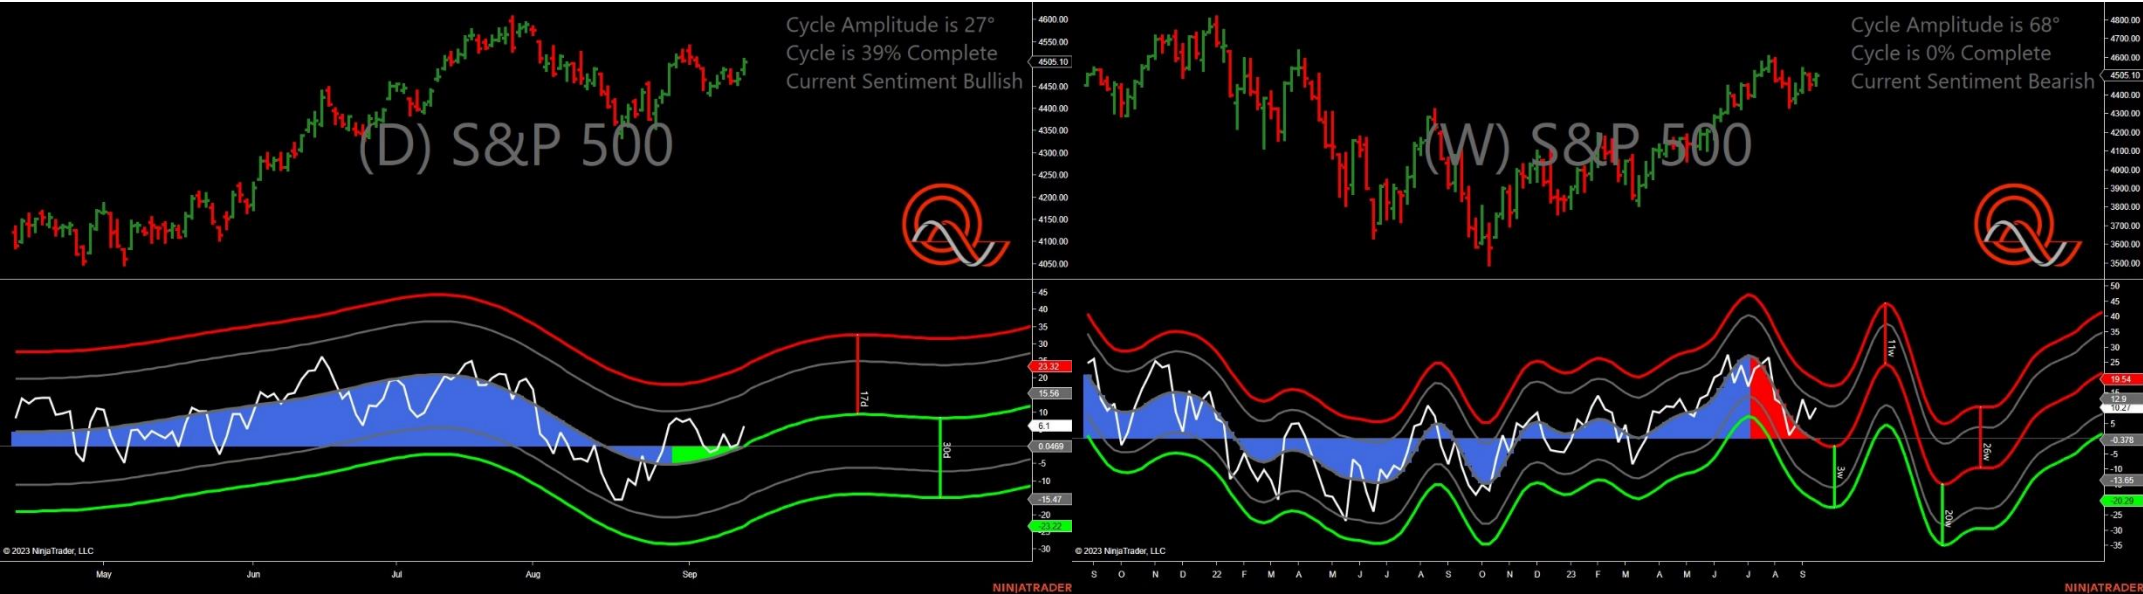 Cycle Amplitude is 27°
Cycle is 39% Complete
Current Sentiment Bullish
(D) S&P 500
4600.00
4550.00
4505.10
4450.00
4400.00
4350.00
4300.00
4250.00
4200.00
4150.00
4100.00
4050.00
45
40
35
30
23.32
20
15.56
10
6.1
0.0469
-5
-10
-15.47
-20
-23.22
-30
17d
30d
© 2023 NinjaTrader, LLC
May Jun Jul Aug Sep
NINJATRADER
Cycle Amplitude is 68°
Cycle is 0% Complete
Current Sentiment Bearish
(W) S&P 500
4800.00
4700.00
4600.00
4505.10
4400.00
4200.00
4100.00
4000.00
3900.00
3800.00
3700.00
3600.00
3500.00
50
45
40
35
30
25
19.54
12.9
10.27
5
-0.378
-5
-10
-13.65
-20.29
-25
-30
-35
11w
3w
20w
26w
© 2023 NinjaTrader, LLC
S O N D 22 F M A M J J A S O N D 23 F M A M J J A S
NINJATRADER